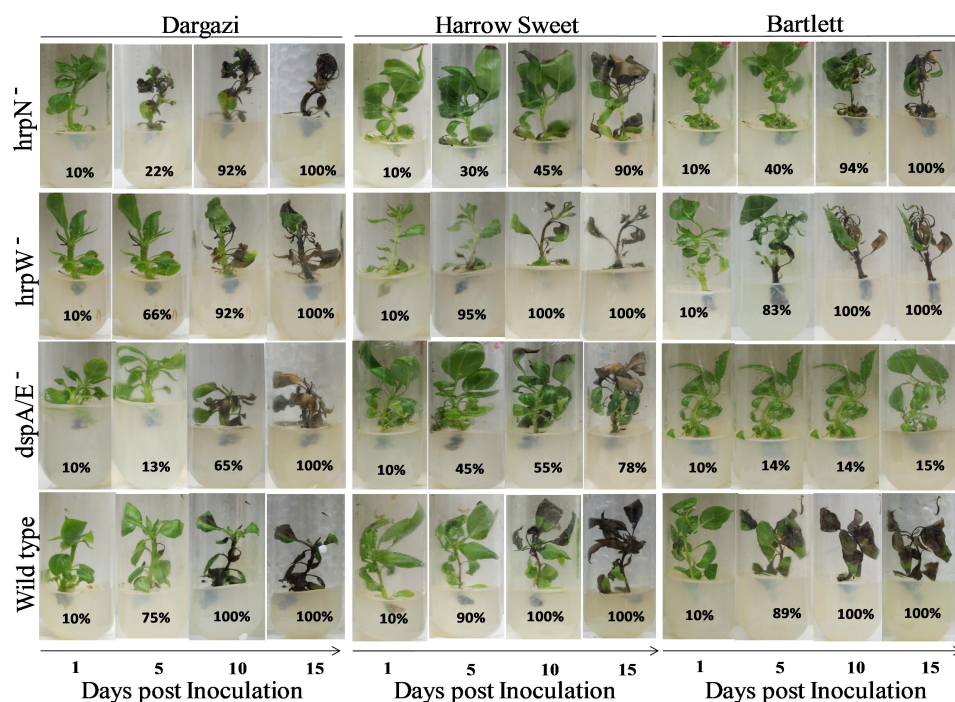 Dargazi Harrow Sweet Bartlett
hrpN⁻
10% 22% 92% 100% 10% 30% 45% 90% 10% 40% 94% 100%
hrpW⁻
10% 66% 92% 100% 10% 95% 100% 100% 10% 83% 100% 100%
dspA/E⁻
10% 13% 65% 100% 10% 45% 55% 78% 10% 14% 14% 15%
Wild type
10% 75% 100% 100% 10% 90% 100% 100% 10% 89% 100% 100%
1 5 10 15 1 5 10 15 1 5 10 15
Days post Inoculation Days post Inoculation Days post Inoculation